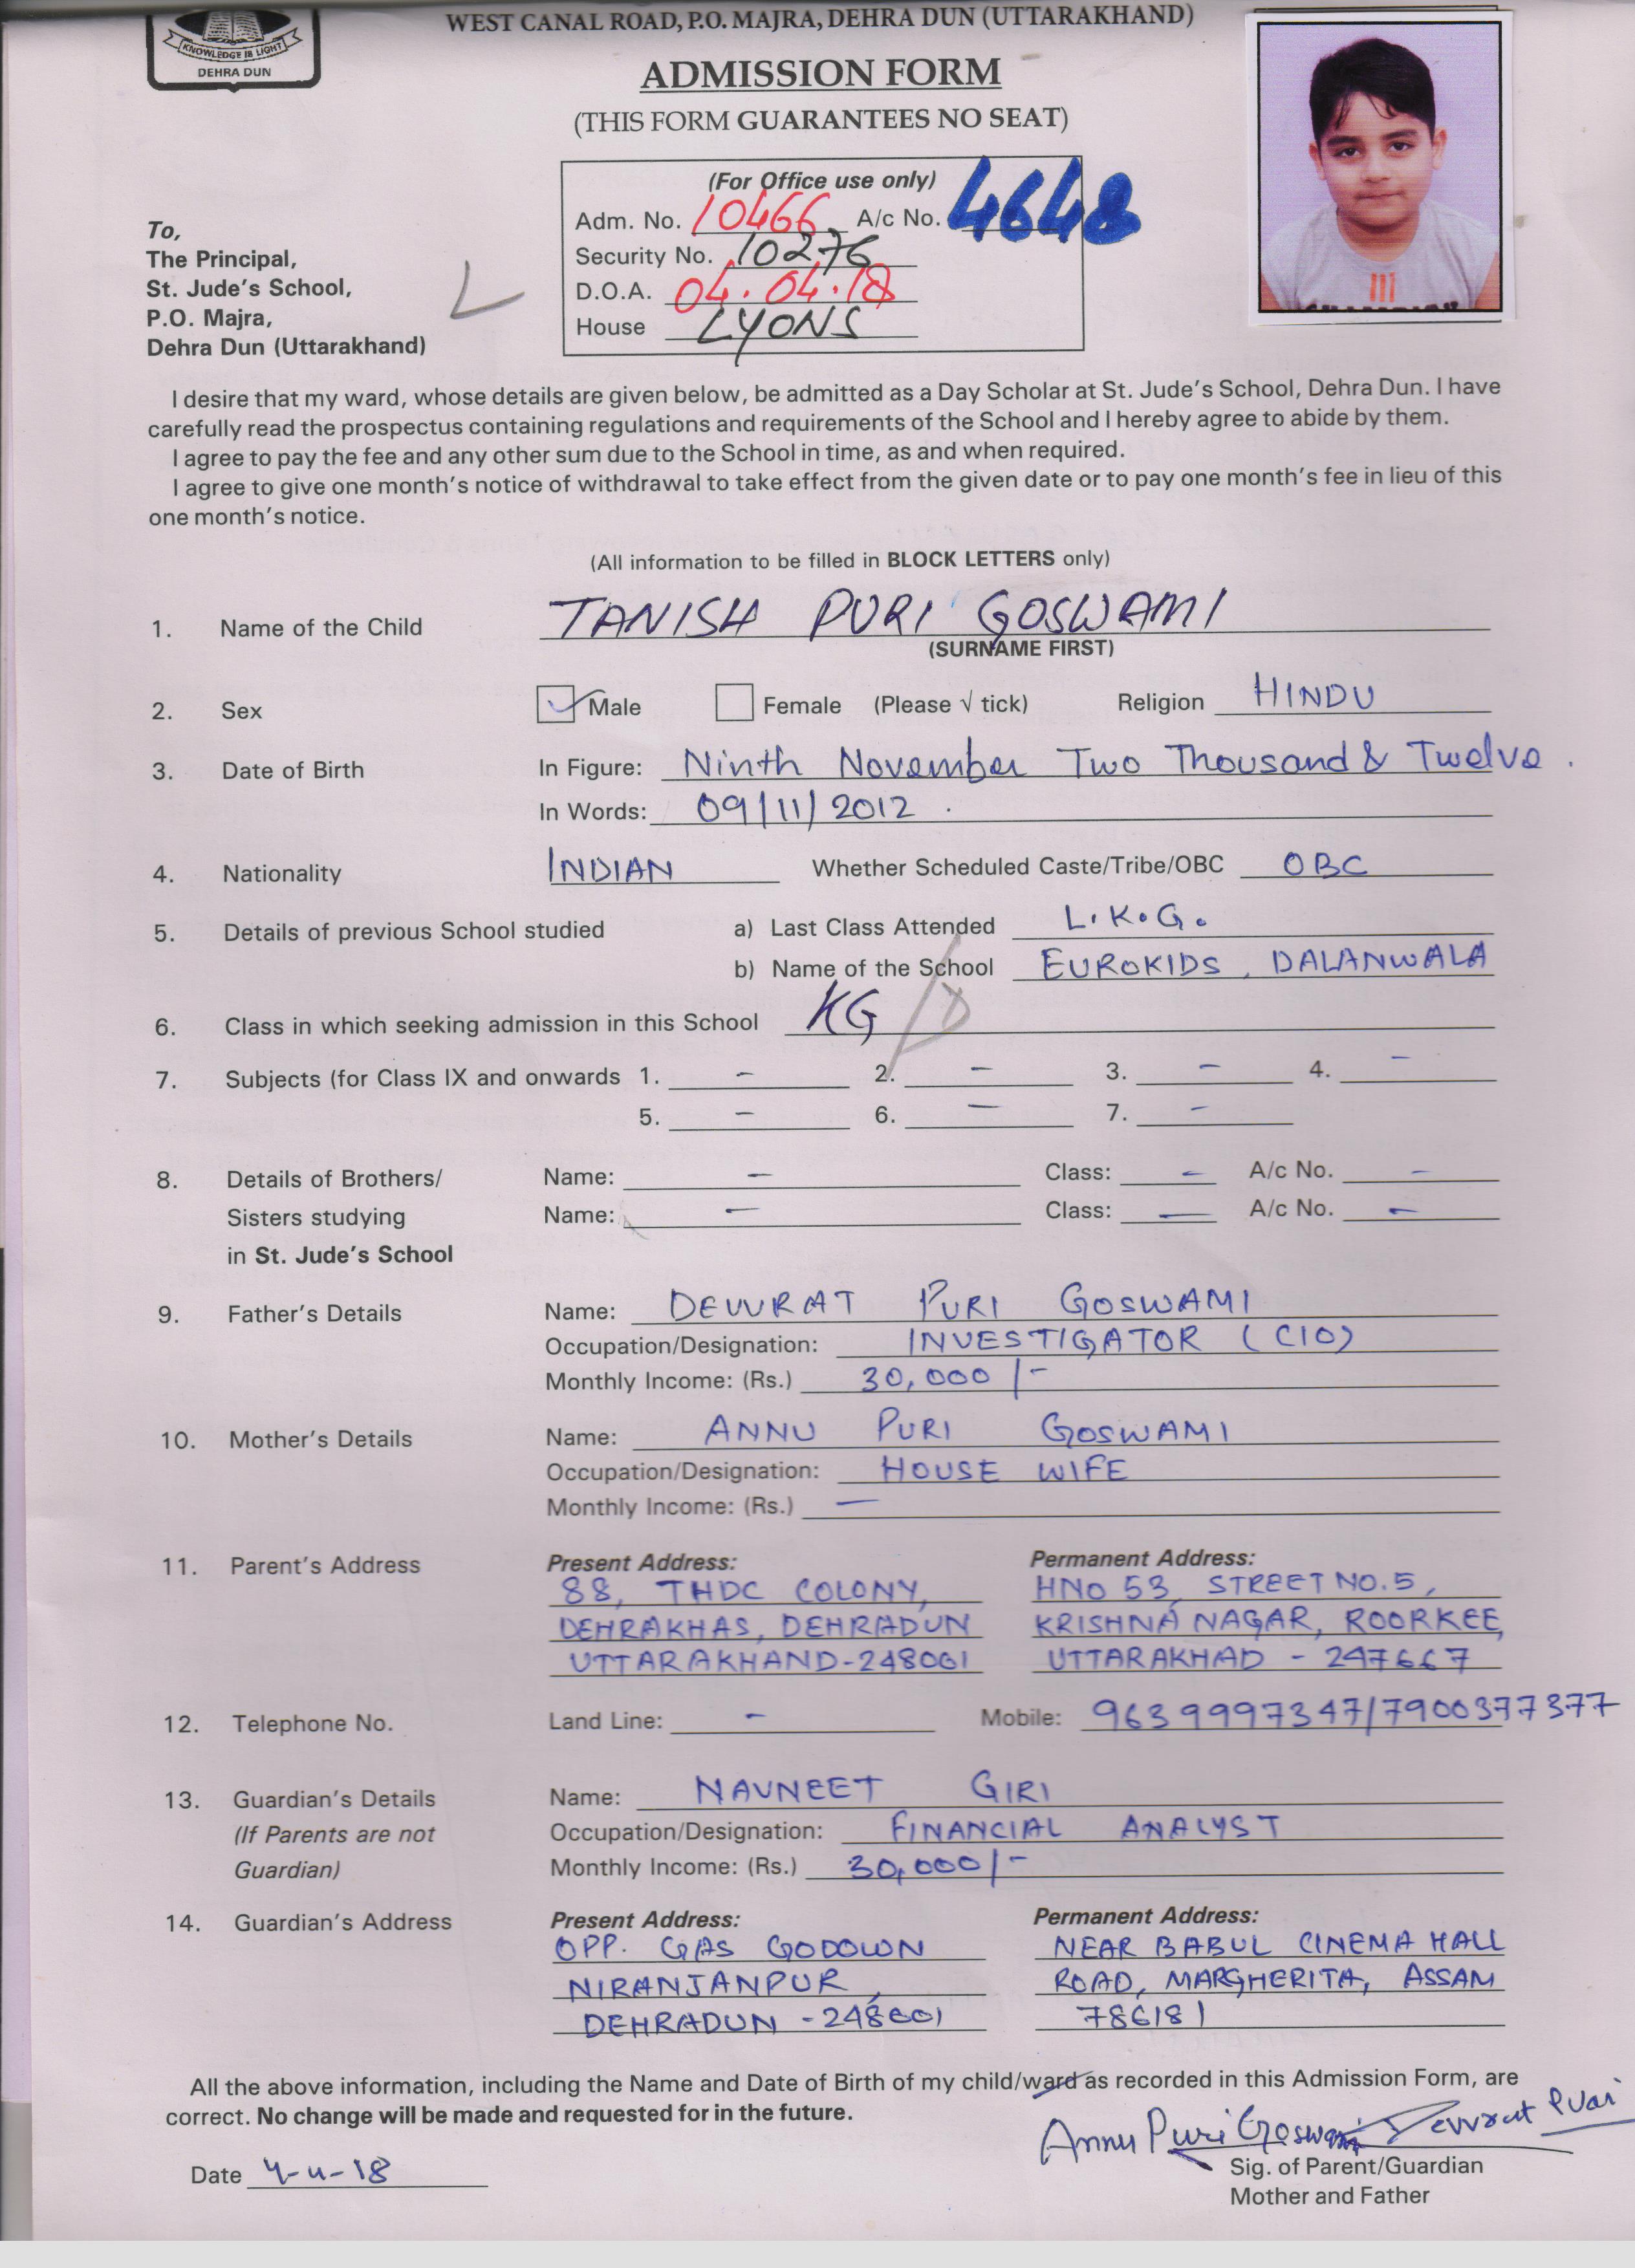 KNOWLEDGE IS LIGHT
DEHRA DUN
WEST CANAL ROAD, P.O. MAJRA, DEHRA DUN (UTTARAKHAND)
ADMISSION FORM
(THIS FORM GUARANTEES NO SEAT)
(For Office use only)
Adm. No. 10466 A/c No. 4648
Security No. 10276
D.O.A. 04.04.18
House LYONS
To,
The Principal,
St. Jude's School,
P.O. Majra,
Dehra Dun (Uttarakhand)
I desire that my ward, whose details are given below, be admitted as a Day Scholar at St. Jude's School, Dehra Dun. I have
carefully read the prospectus containing regulations and requirements of the School and I hereby agree to abide by them.
I agree to pay the fee and any other sum due to the School in time, as and when required.
I agree to give one month's notice of withdrawal to take effect from the given date or to pay one month's fee in lieu of this
one month's notice.
(All information to be filled in BLOCK LETTERS only)
1. Name of the Child TANISH PURI GOSWAMI
(SURNAME FIRST)
2. Sex ✓ Male Female (Please √ tick) Religion HINDU
3. Date of Birth In Figure: Ninth November Two Thousand & Twelve.
In Words: 09/11/2012.
4. Nationality INDIAN Whether Scheduled Caste/Tribe/OBC OBC
5. Details of previous School studied a) Last Class Attended L.K.G.
b) Name of the School EUROKIDS, DALANWALA
6. Class in which seeking admission in this School KG
7. Subjects (for Class IX and onwards 1. - 2. - 3. - 4. -
5. - 6. - 7. -
8. Details of Brothers/ Name: - Class: - A/c No. -
Sisters studying Name: - Class: - A/c No. -
in St. Jude's School
9. Father's Details Name: DEVVRAT PURI GOSWAMI
Occupation/Designation: INVESTIGATOR (CIO)
Monthly Income: (Rs.) 30,000/-
10. Mother's Details Name: ANNU PURI GOSWAMI
Occupation/Designation: HOUSE WIFE
Monthly Income: (Rs.) -
11. Parent's Address Present Address: Permanent Address:
88, THDC COLONY, HNO 53, STREET NO.5,
DEHRAKHAS, DEHRADUN KRISHNA NAGAR, ROORKEE,
UTTARAKHAND-248001 UTTARAKHAD - 247667
12. Telephone No. Land Line: - Mobile: 9639997347/7900377377
13. Guardian's Details Name: NAVNEET GIRI
(If Parents are not Occupation/Designation: FINANCIAL ANALYST
Guardian) Monthly Income: (Rs.) 30,000/-
14. Guardian's Address Present Address: Permanent Address:
OPP. GAS GODOWN NEAR BABUL CINEMA HALL
NIRANJANPUR, ROAD, MARGHERITA, ASSAM
DEHRADUN - 248001 786181
All the above information, including the Name and Date of Birth of my child/ward as recorded in this Admission Form, are
correct. No change will be made and requested for in the future.
Annu Puri Goswami Devvrat Puri
Date 4-4-18
Sig. of Parent/Guardian
Mother and Father